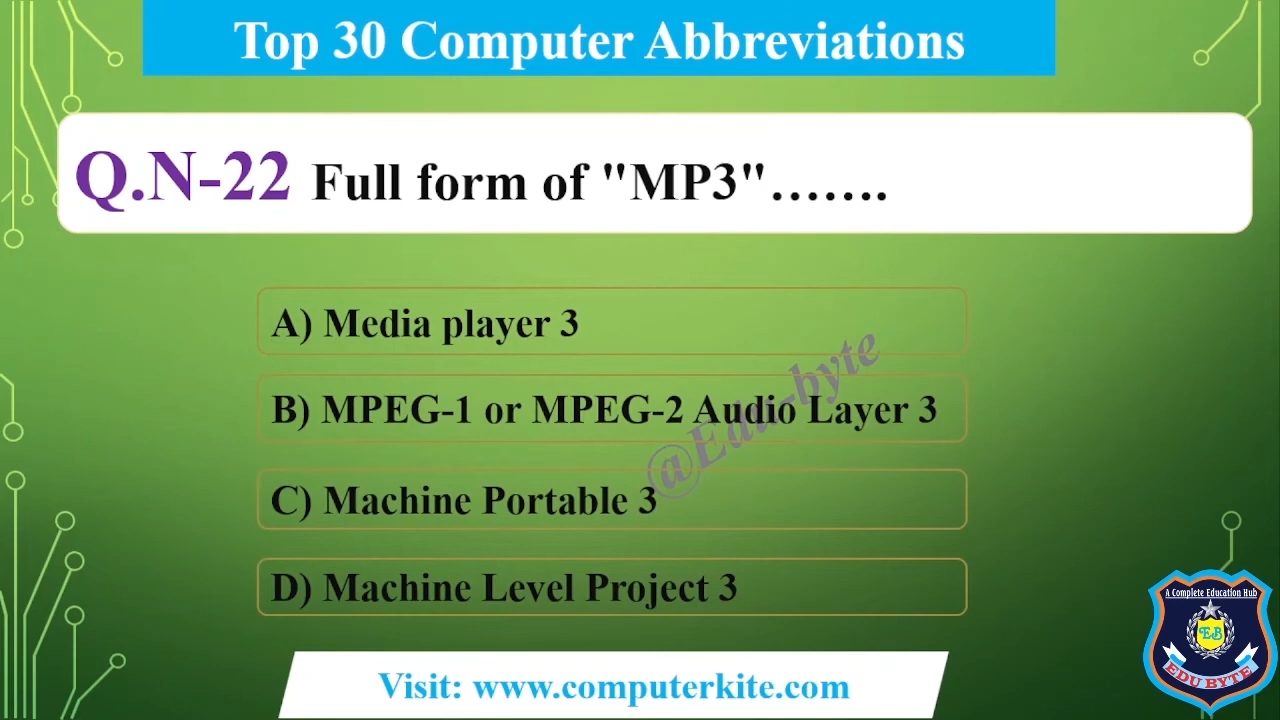 Top 30 Computer Abbreviations
Q.N-22 Full form of "MP3".......
A) Media player 3
B) MPEG-1 or MPEG-2 Audio Layer 3
C) Machine Portable 3
D) Machine Level Project 3
@Edu-byte
Visit: www.computerkite.com
A Complete Education Hub
EB
EDU BYTE